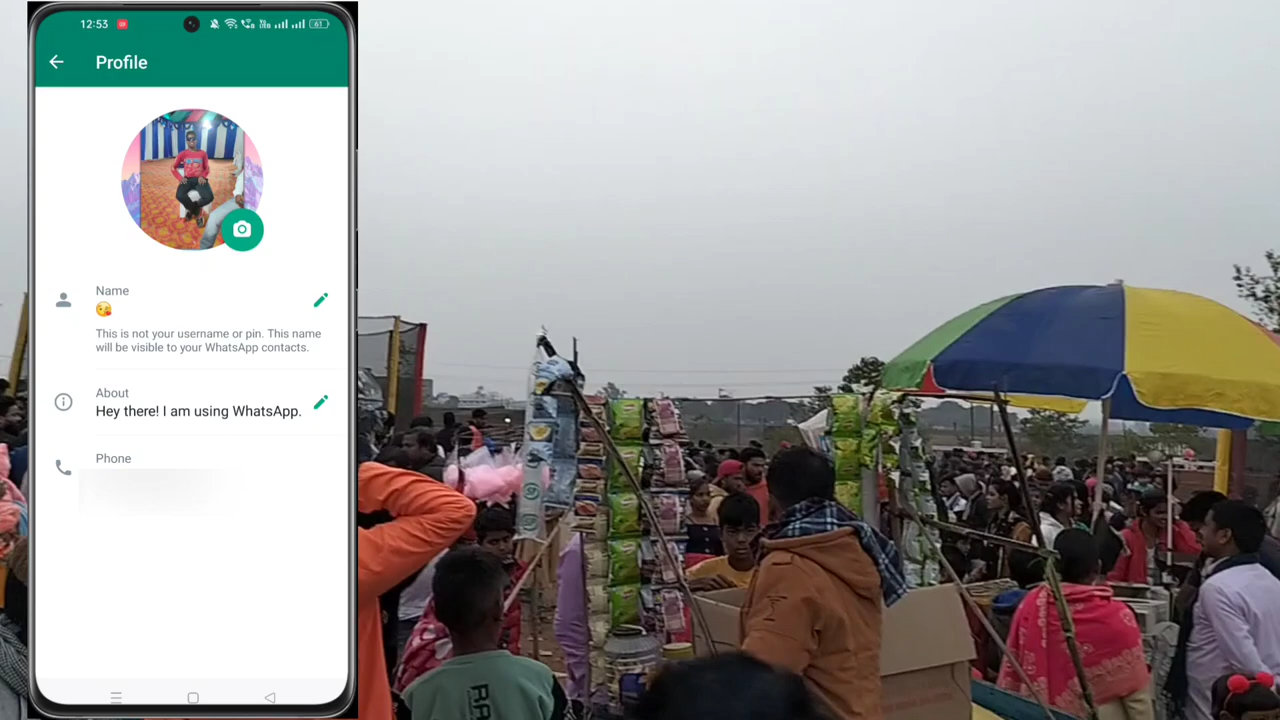 12:53
61
Profile
Name
😘
This is not your username or pin. This name
will be visible to your WhatsApp contacts.
About
Hey there! I am using WhatsApp.
Phone